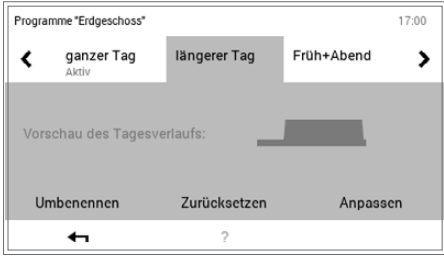 Programme "Erdgeschoss" 17:00
ganzer Tag längerer Tag Früh+Abend
Aktiv
Vorschau des Tagesverlaufs:
Umbenennen Zurücksetzen Anpassen
?